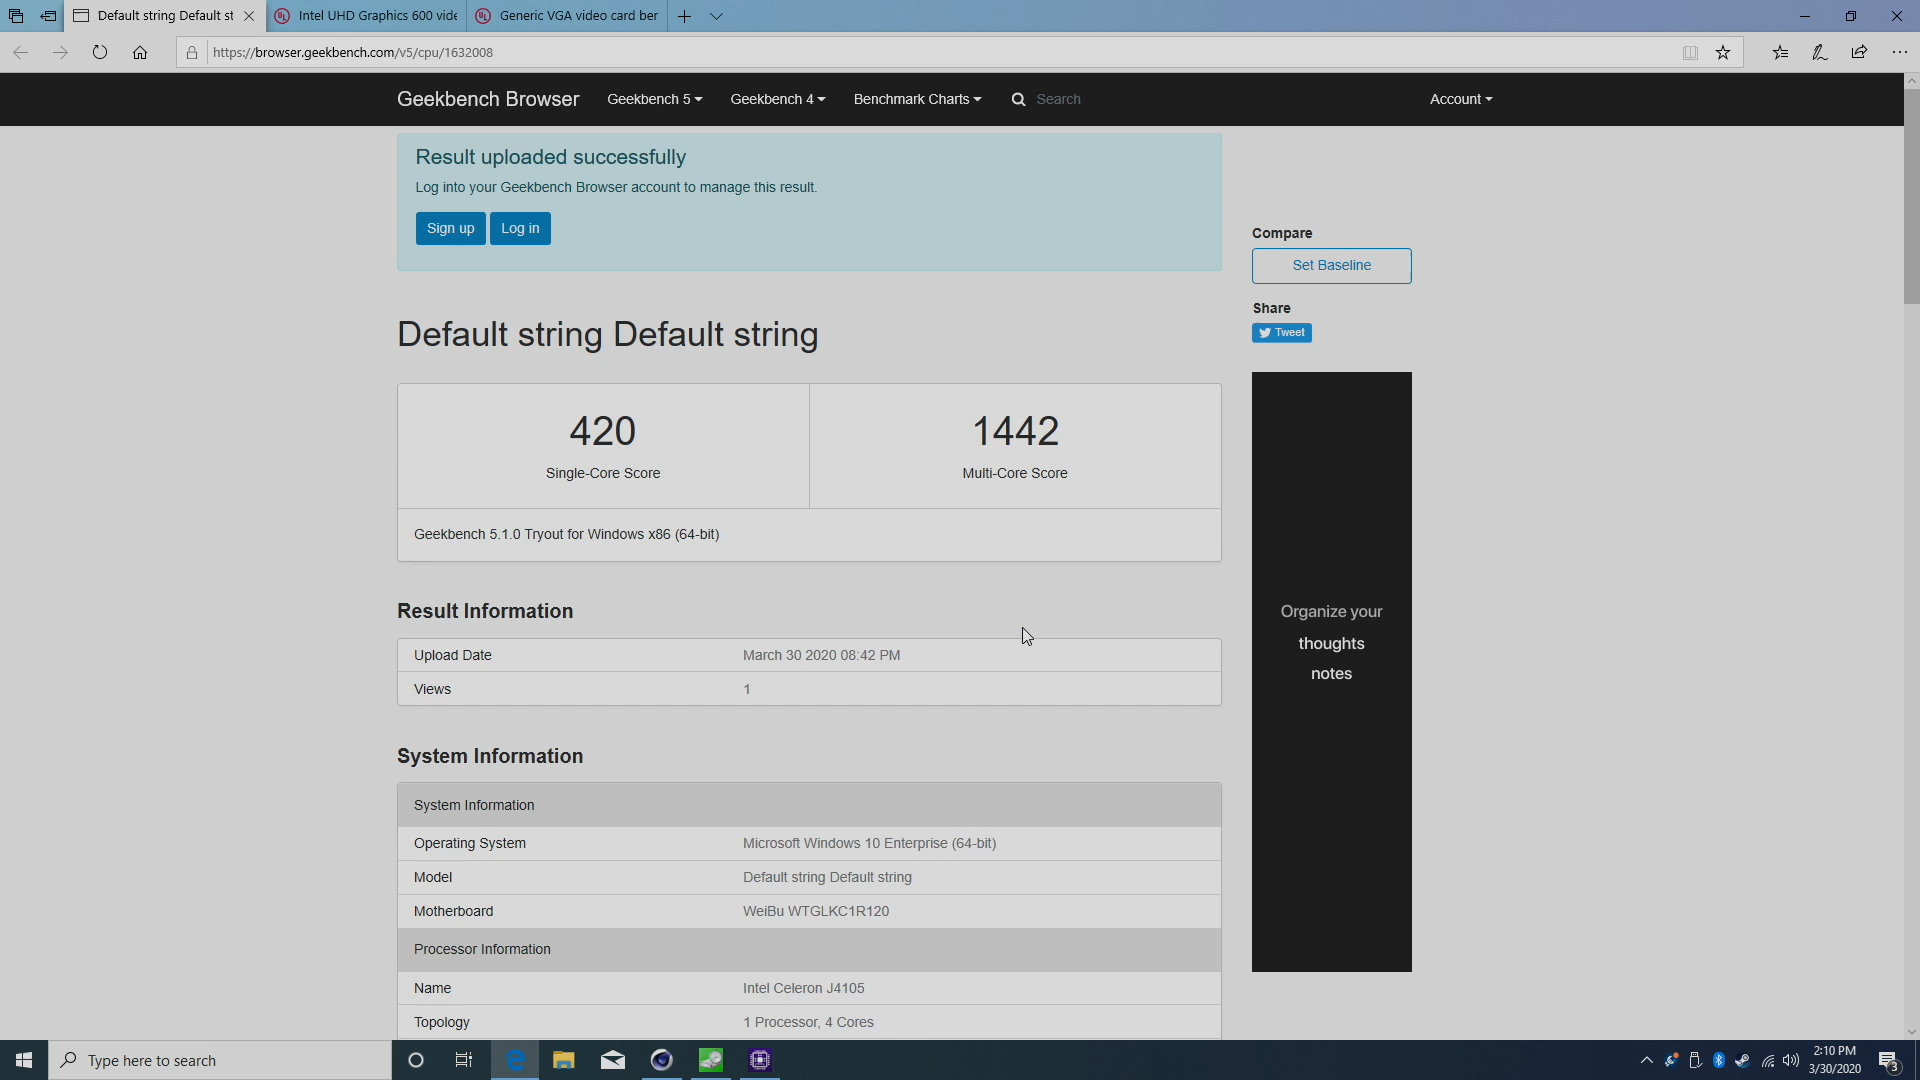 Default string Default st
Intel UHD Graphics 600 vide
Generic VGA video card ber
https://browser.geekbench.com/v5/cpu/1632008
Geekbench Browser
Geekbench 5
Geekbench 4
Benchmark Charts
Search
Account
Result uploaded successfully
Log into your Geekbench Browser account to manage this result.
Sign up
Log in
Compare
Set Baseline
Share
Tweet
Default string Default string
420
Single-Core Score
1442
Multi-Core Score
Geekbench 5.1.0 Tryout for Windows x86 (64-bit)
Result Information
Upload Date March 30 2020 08:42 PM
Views 1
Organize your
thoughts
notes
System Information
System Information
Operating System Microsoft Windows 10 Enterprise (64-bit)
Model Default string Default string
Motherboard WeiBu WTGLKC1R120
Processor Information
Name Intel Celeron J4105
Topology 1 Processor, 4 Cores
Type here to search
2:10 PM
3/30/2020
3